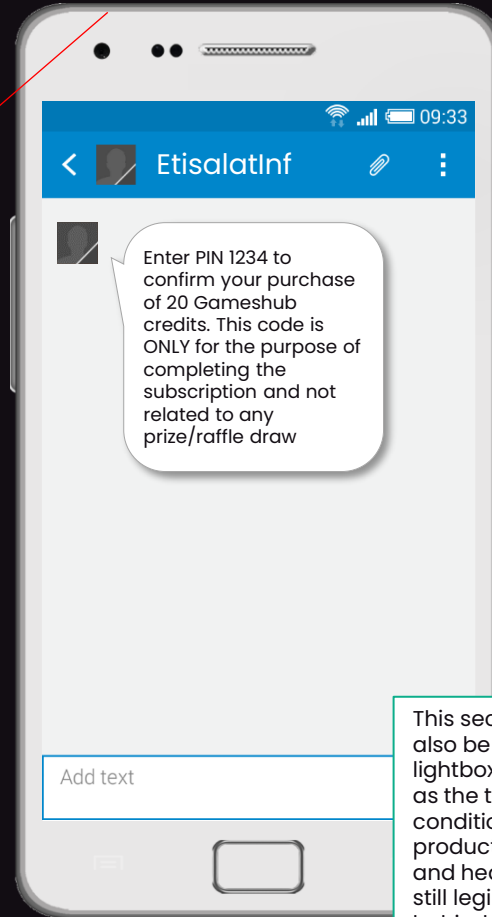 09:33
EtisalatInf
Enter PIN 1234 to
confirm your purchase
of 20 Gameshub
credits. This code is
ONLY for the purpose of
completing the
subscription and not
related to any
prize/raffle draw
Add text
This sec
also be
lightbox
as the t
conditio
product
and hea
still legi